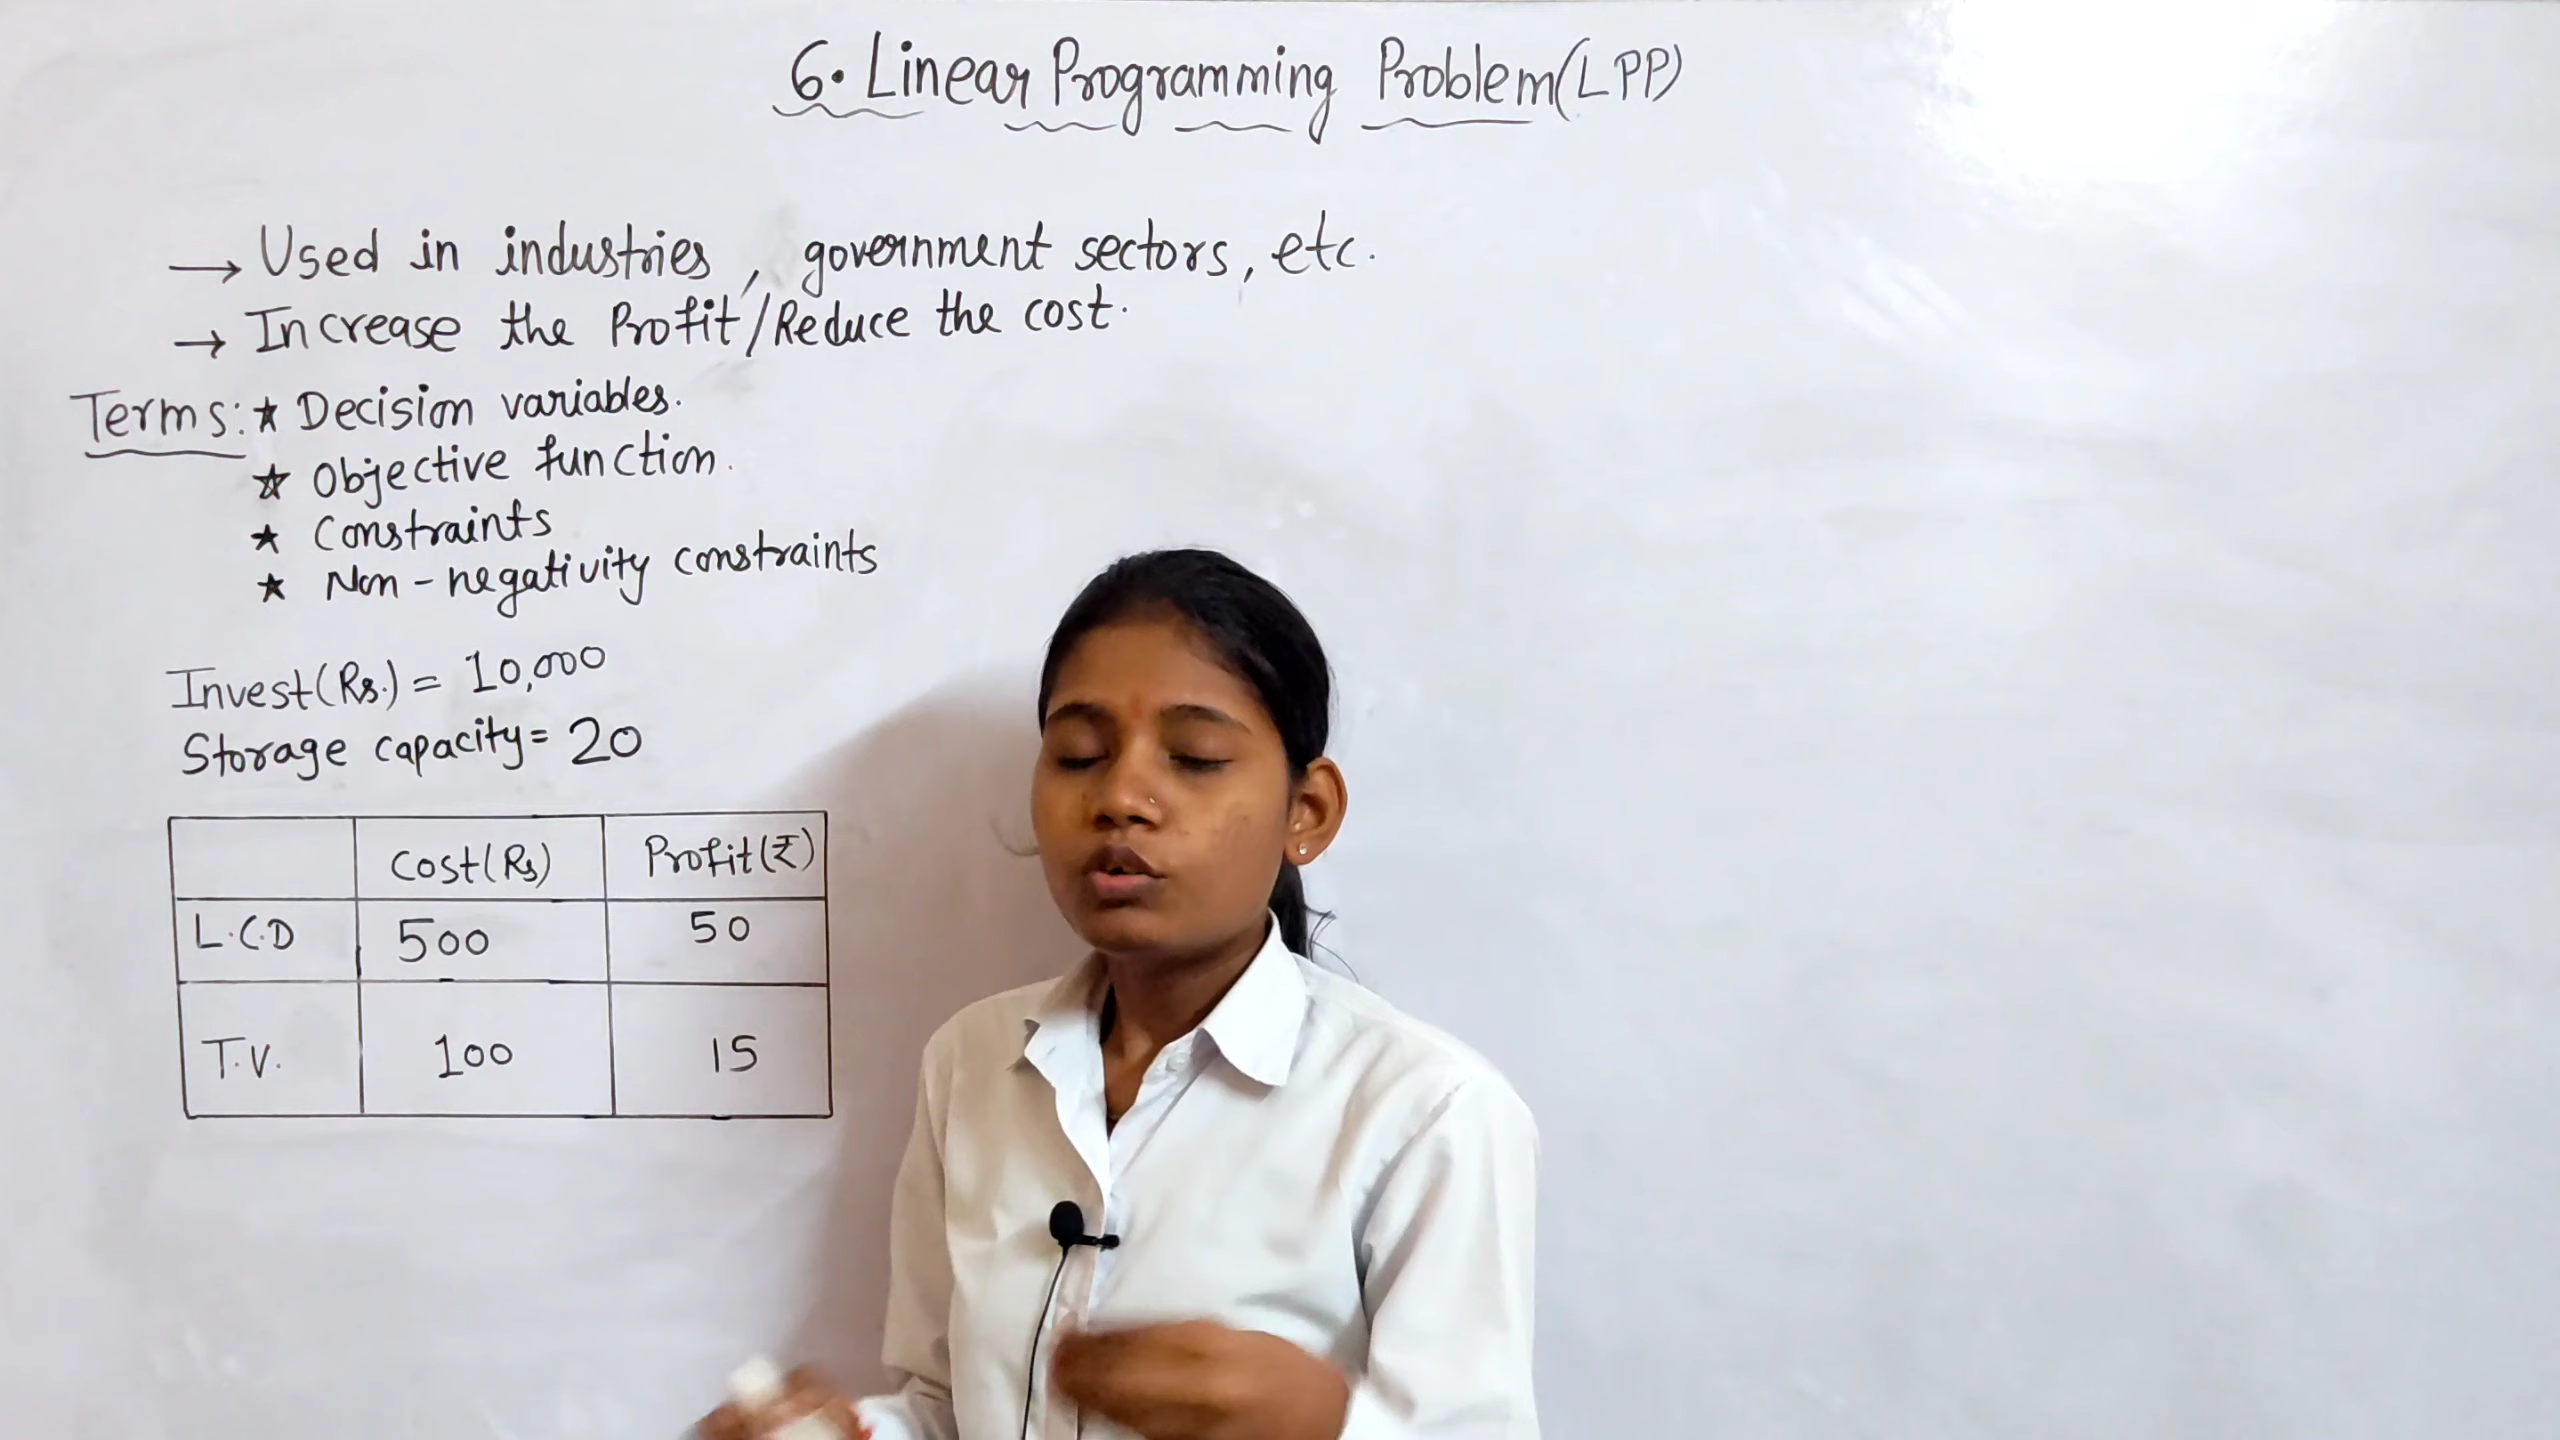 6. Linear Programming Problem(LPP)
→ Used in industries, government sectors, etc.
→ Increase the Profit/Reduce the cost.
Terms: ★ Decision variables.
★ Objective function.
★ Constraints
★ Non-negativity constraints
Invest(Rs.) = 10,000
Storage capacity= 20
Cost(Rs) Profit(₹)
L.C.D 500 50
T.V. 100 15